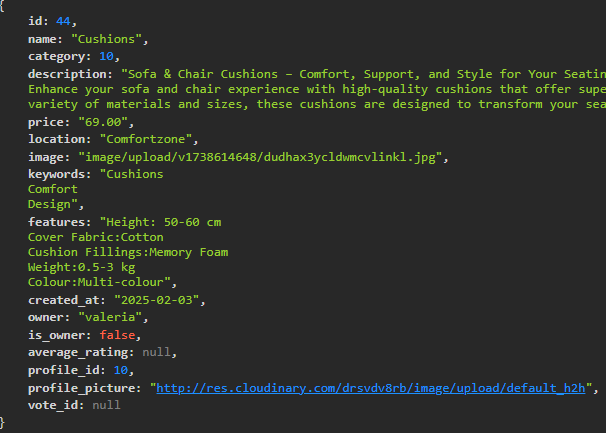 {
id: 44,
name: "Cushions",
category: 10,
description: "Sofa & Chair Cushions – Comfort, Support, and Style for Your Seatin
Enhance your sofa and chair experience with high-quality cushions that offer supe
variety of materials and sizes, these cushions are designed to transform your sea
price: "69.00",
location: "Comfortzone",
image: "image/upload/v1738614648/dudhax3ycldwmcvlinkl.jpg",
keywords: "Cushions
Comfort
Design",
features: "Height: 50-60 cm
Cover Fabric:Cotton
Cushion Fillings:Memory Foam
Weight:0.5-3 kg
Colour:Multi-colour",
created_at: "2025-02-03",
owner: "valeria",
is_owner: false,
average_rating: null,
profile_id: 10,
profile_picture: "http://res.cloudinary.com/drsvdv8rb/image/upload/default_h2h",
vote_id: null
}